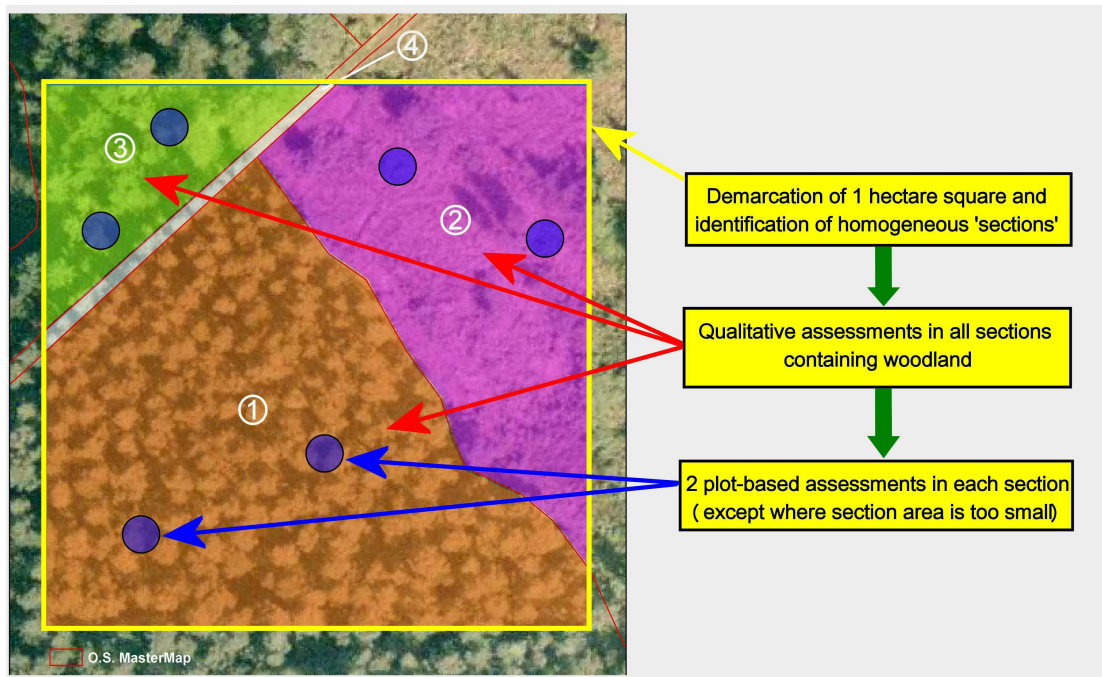 ④
③
②
①
Demarcation of 1 hectare square and
identification of homogeneous 'sections'
Qualitative assessments in all sections
containing woodland
2 plot-based assessments in each section
( except where section area is too small)
O.S. MasterMap